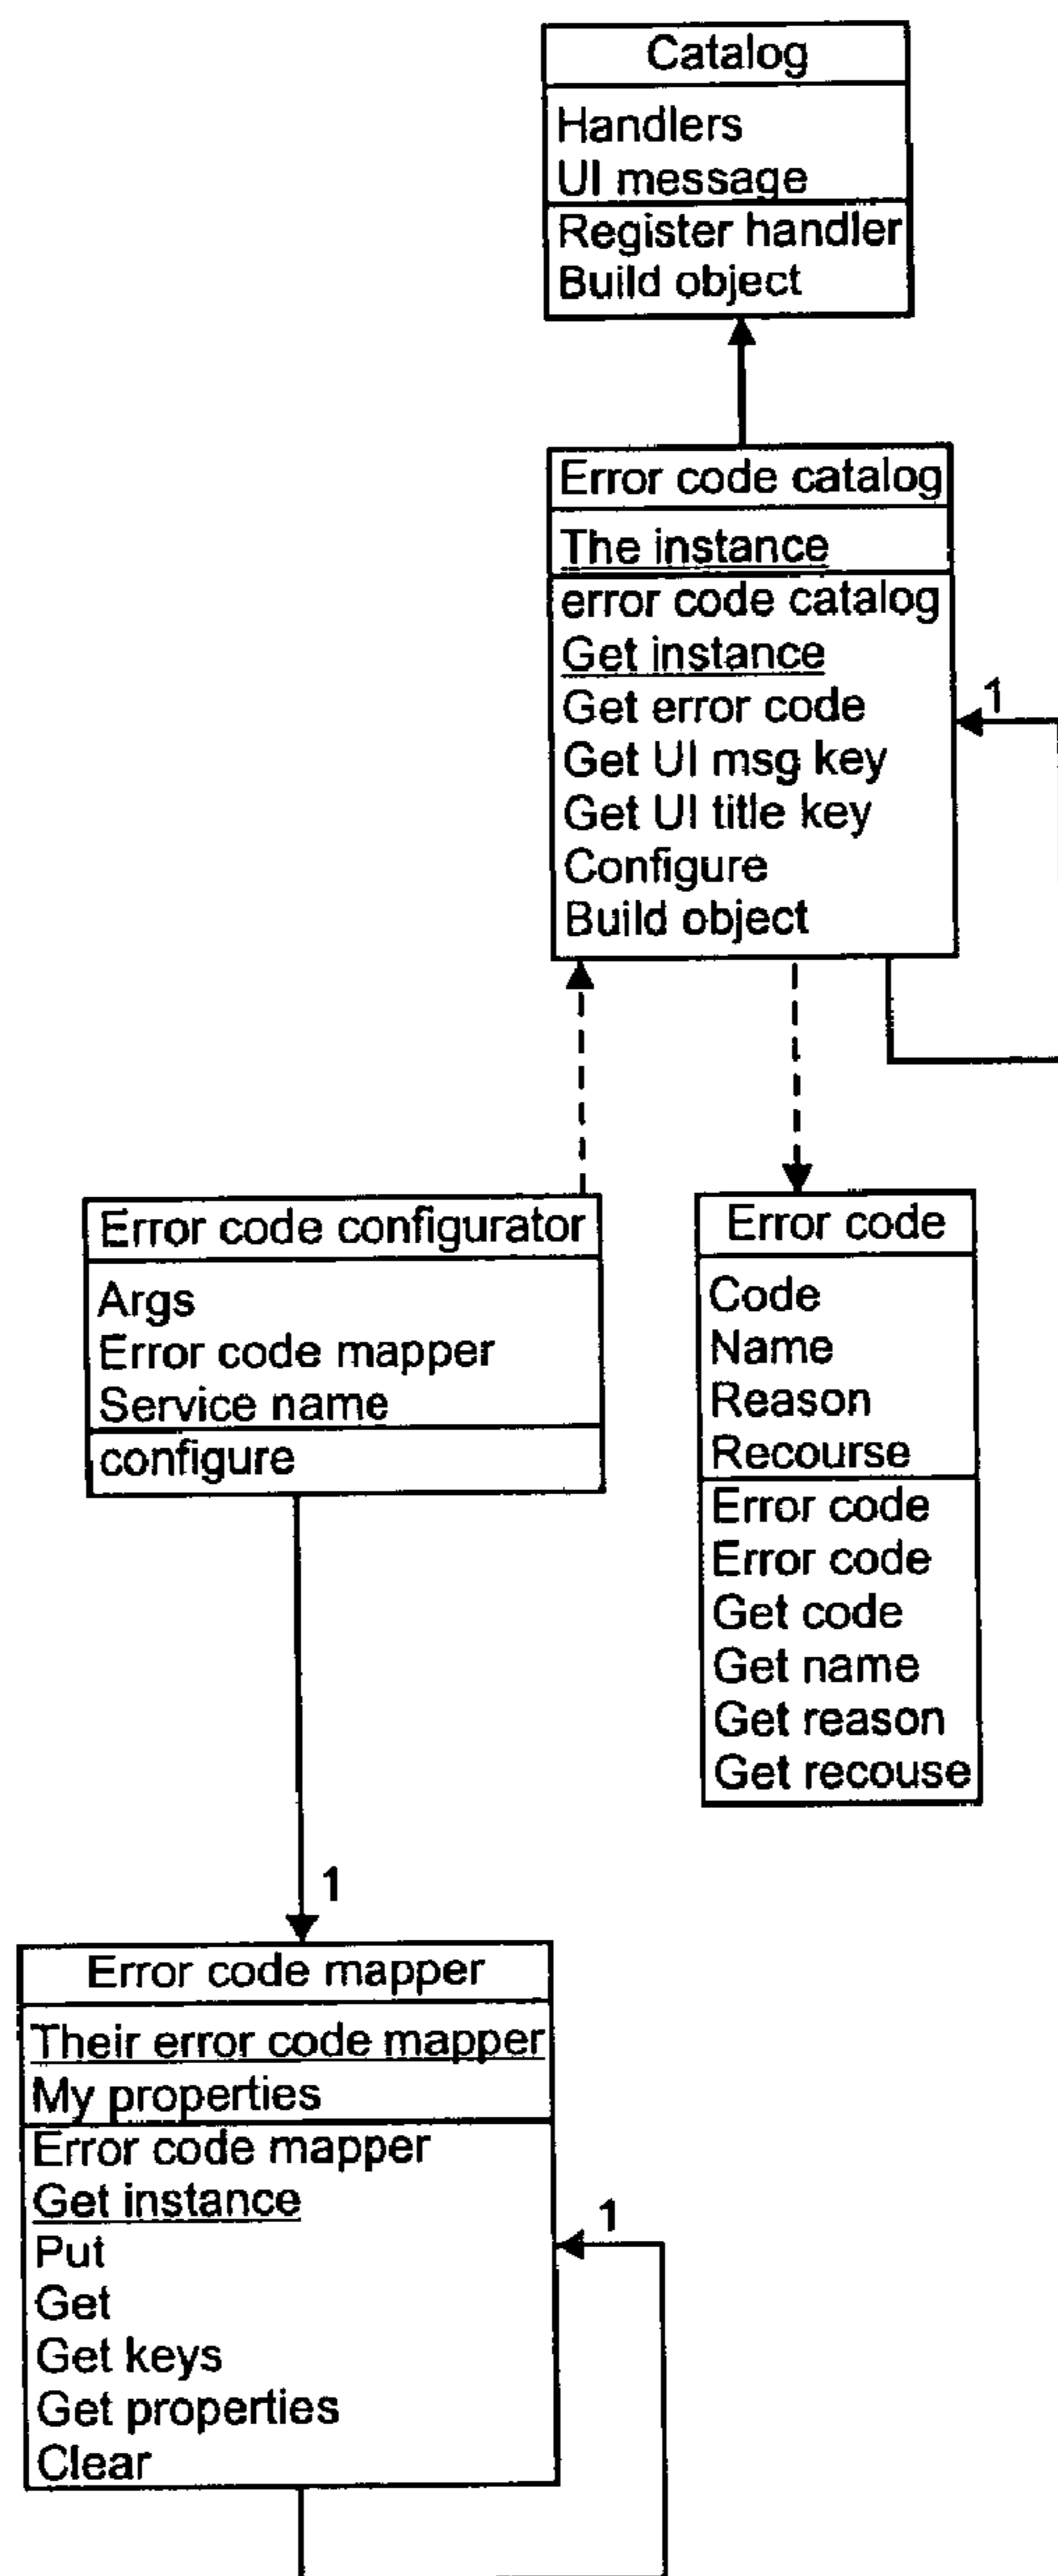 Catalog
Handlers
UI message
Register handler
Build object
Error code catalog
The instance
error code catalog
Get instance
Get error code
Get UI msg key
Get UI title key
Configure
Build object
1
Error code configurator
Args
Error code mapper
Service name
configure
Error code
Code
Name
Reason
Recourse
Error code
Error code
Get code
Get name
Get reason
Get recouse
1
Error code mapper
Their error code mapper
My properties
Error code mapper
Get instance
Put
Get
Get keys
Get properties
Clear
1